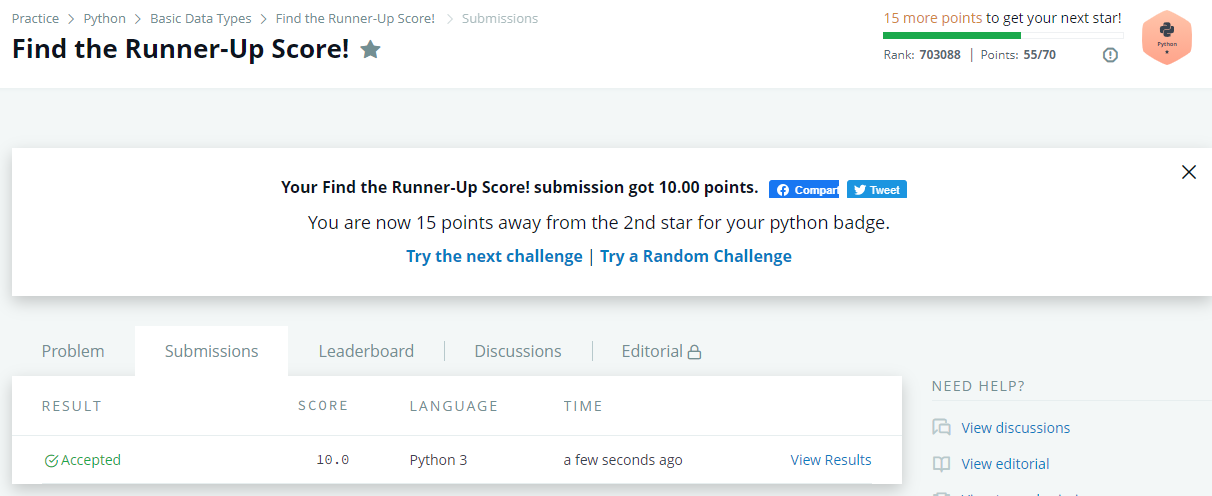 Practice > Python > Basic Data Types > Find the Runner-Up Score! > Submissions
Find the Runner-Up Score!
15 more points to get your next star!
Rank: 703088 | Points: 55/70
Python
Your Find the Runner-Up Score! submission got 10.00 points.
Compart
Tweet
You are now 15 points away from the 2nd star for your python badge.
Try the next challenge | Try a Random Challenge
Problem
Submissions
Leaderboard
Discussions
Editorial
RESULT SCORE LANGUAGE TIME
Accepted 10.0 Python 3 a few seconds ago View Results
NEED HELP?
View discussions
View editorial